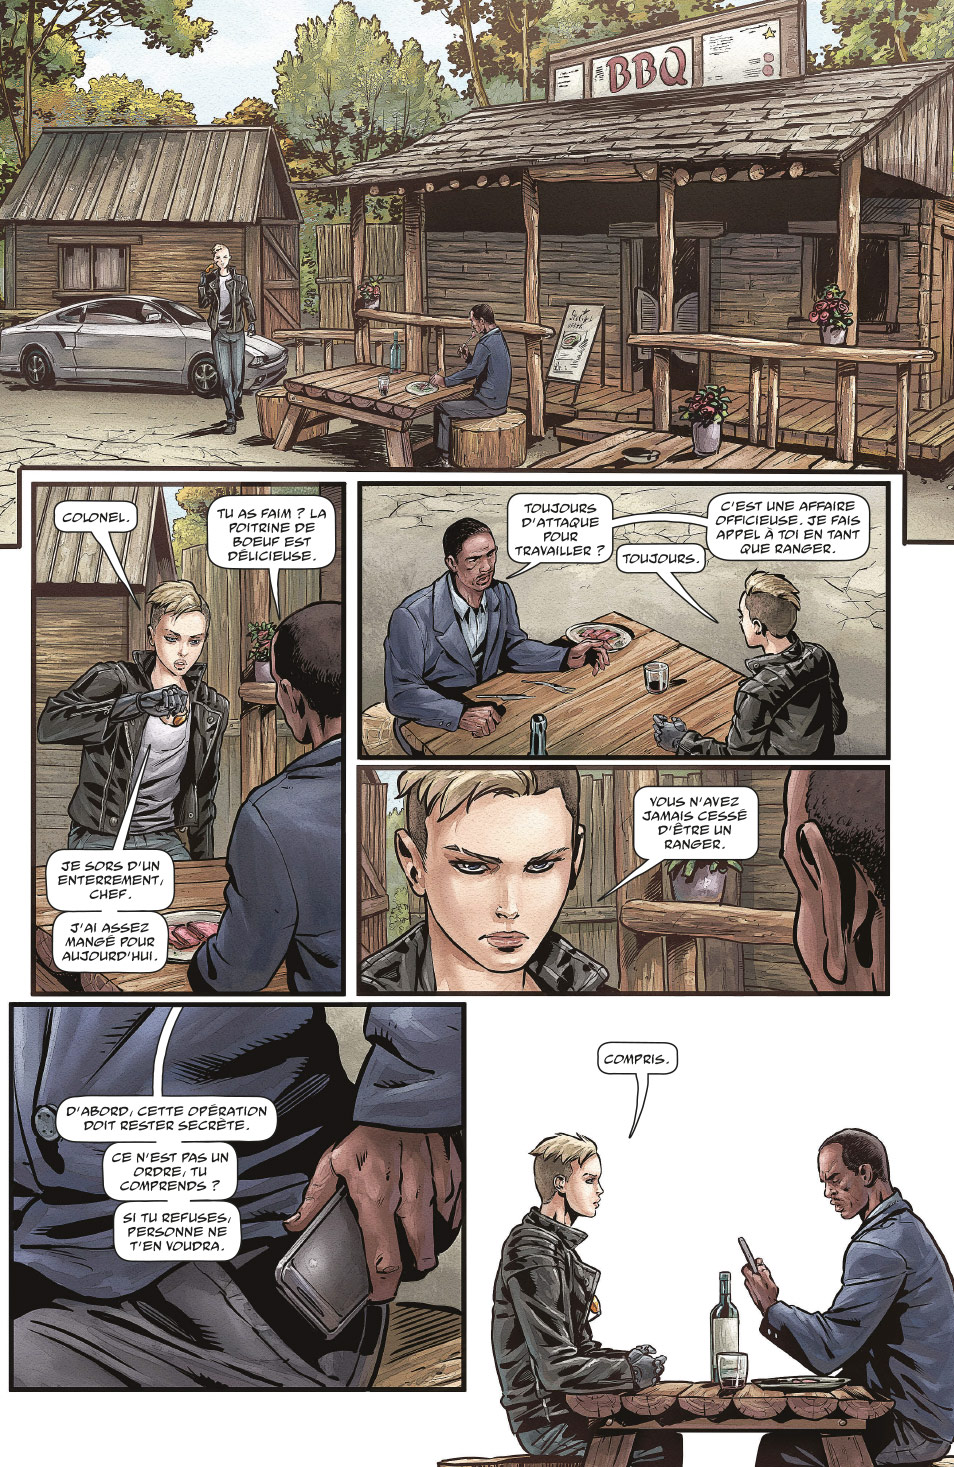 BBQ
COLONEL.
TU AS FAIM ? LA
POITRINE DE
BOEUF EST
DÉLICIEUSE.
JE SORS D'UN
ENTERREMENT,
CHEF.
J'AI ASSEZ
MANGÉ POUR
AUJOURD'HUI.
TOUJOURS
D'ATTAQUE
POUR
TRAVAILLER ?
TOUJOURS.
C'EST UNE AFFAIRE
OFFICIEUSE. JE FAIS
APPEL À TOI EN TANT
QUE RANGER.
VOUS N'AVEZ
JAMAIS CESSÉ
D'ÊTRE UN
RANGER.
D'ABORD, CETTE OPÉRATION
DOIT RESTER SECRÈTE.
CE N'EST PAS UN
ORDRE, TU
COMPRENDS ?
SI TU REFUSES,
PERSONNE NE
T'EN VOUDRA.
COMPRIS.